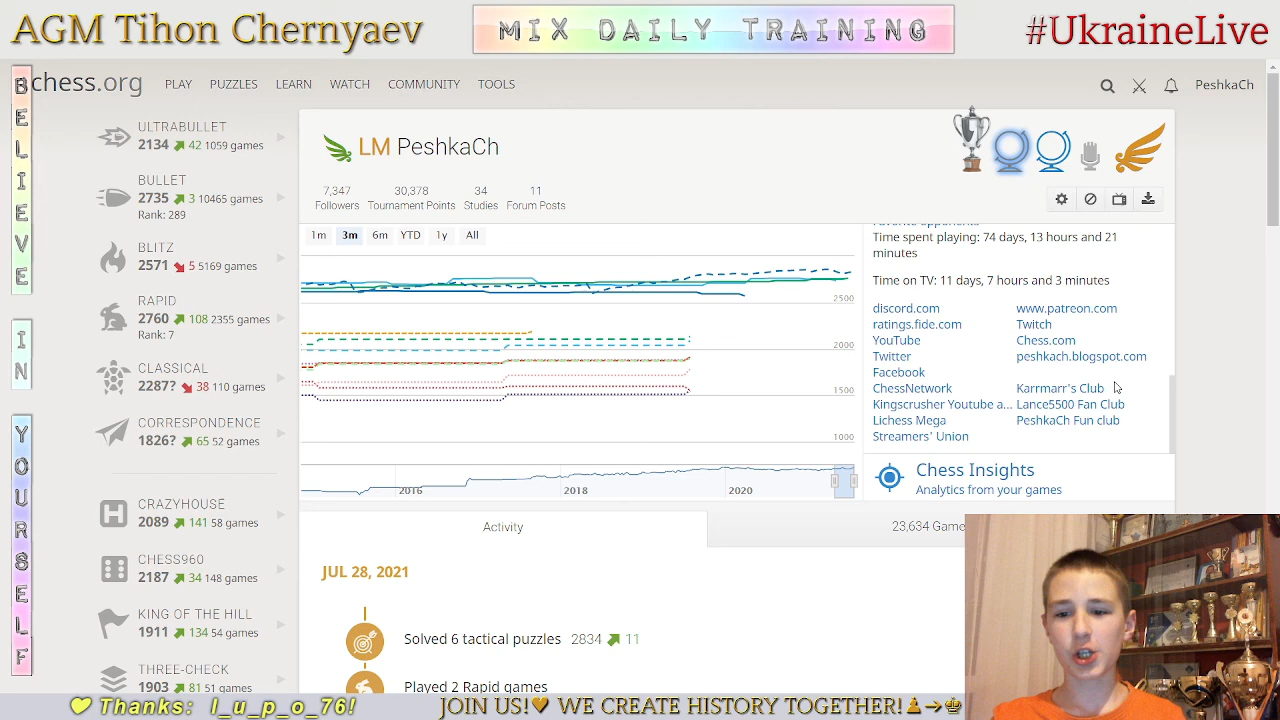 AGM Tihon Chernyaev
MIX DAILY TRAINING
#UkraineLive
chess.org
PLAY PUZZLES LEARN WATCH COMMUNITY TOOLS
PeshkaCh
BELIEVE
IN
YOURSELF
ULTRABULLET
2134 42 1059 games
BULLET
2735 3 10465 games
Rank: 289
BLITZ
2571 5 5169 games
RAPID
2760 108 2355 games
Rank: 7
CLASSICAL
2287? 38 110 games
CORRESPONDENCE
1826? 65 52 games
CRAZYHOUSE
2089 141 58 games
CHESS960
2187 34 148 games
KING OF THE HILL
1911 134 54 games
THREE-CHECK
1903 81 51 games
LM PeshkaCh
7,347 30,378 34 11
Followers Tournament Points Studies Forum Posts
1m 3m 6m YTD 1y All
2500
2000
1500
1000
2016 2018 2020
Time spent playing: 74 days, 13 hours and 21
minutes
Time on TV: 11 days, 7 hours and 3 minutes
discord.com www.patreon.com
ratings.fide.com Twitch
YouTube Chess.com
Twitter peshkach.blogspot.com
Facebook
ChessNetwork Karrmarr's Club
Kingscrusher Youtube a... Lance5500 Fan Club
Lichess Mega PeshkaCh Fun club
Streamers' Union
Chess Insights
Analytics from your games
Activity
23,634 Game
JUL 28, 2021
Solved 6 tactical puzzles 2834 11
Rapid games
Thanks: l_u_p_o_76!
JOIN US! WE CREATE HISTORY TOGETHER!